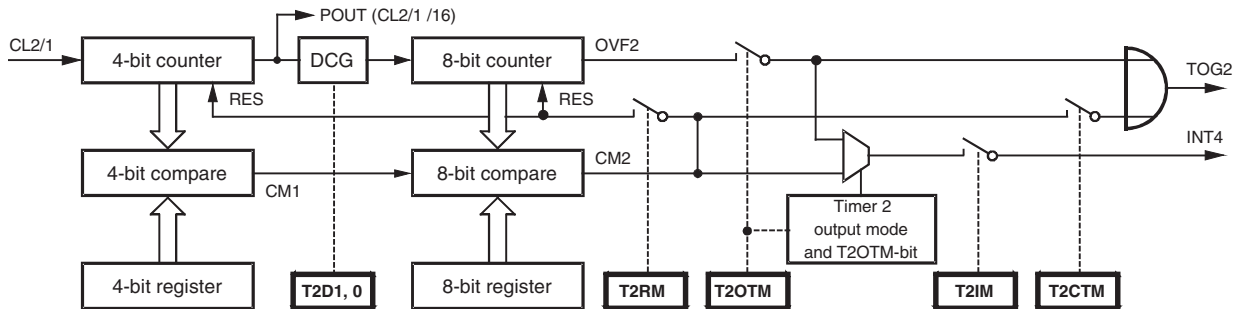 POUT (CL2/1 /16)
CL2/1
4-bit counter
DCG
8-bit counter
OVF2
TOG2
RES
RES
INT4
4-bit compare
CM1
8-bit compare
CM2
Timer 2
output mode
and T2OTM-bit
4-bit register
T2D1, 0
8-bit register
T2RM
T2OTM
T2IM
T2CTM